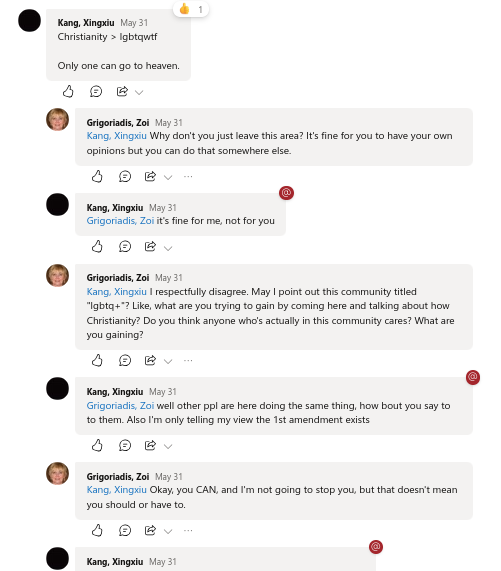 👍 1
Kang, Xingxiu May 31
Christianity > lgbtqwtf
Only one can go to heaven.
Grigoriadis, Zoi May 31
Kang, Xingxiu Why don't you just leave this area? It's fine for you to have your own
opinions but you can do that somewhere else.
@
Kang, Xingxiu May 31
Grigoriadis, Zoi it's fine for me, not for you
Grigoriadis, Zoi May 31
Kang, Xingxiu I respectfully disagree. May I point out this community titled
"lgbtq+"? Like, what are you trying to gain by coming here and talking about how
Christianity? Do you think anyone who's actually in this community cares? What are
you gaining?
@
Kang, Xingxiu May 31
Grigoriadis, Zoi well other ppl are here doing the same thing, how bout you say to
to them. Also I'm only telling my view the 1st amendment exists
Grigoriadis, Zoi May 31
Kang, Xingxiu Okay, you CAN, and I'm not going to stop you, but that doesn't mean
you should or have to.
@
Kang, Xingxiu May 31